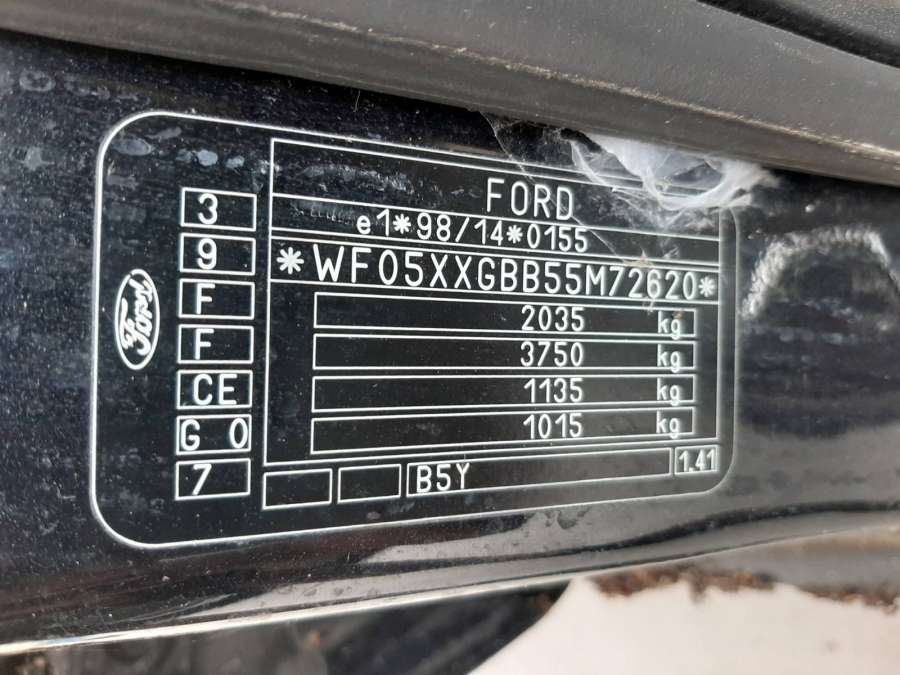 FORD
e1*98/14*0155
*WF05XXGBB55M72620*
2035 kg
3750 kg
1135 kg
1015 kg
B5Y
1.41
3
9
F
F
CE
G 0
7
Ford